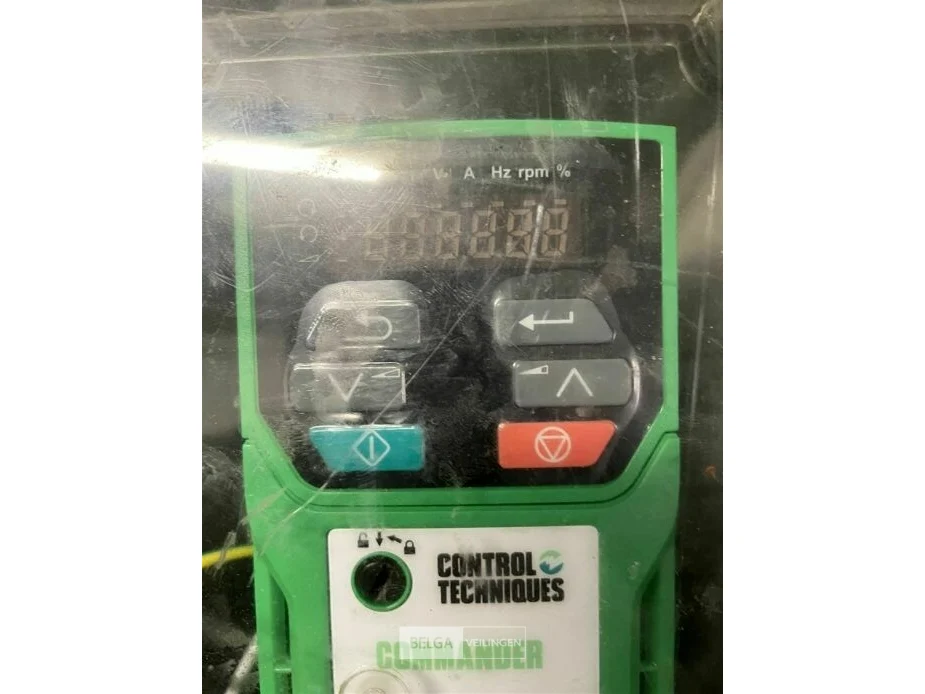 V A Hz rpm %
CONTROL
TECHNIQUES
BELGA VEILINGEN
COMMANDER